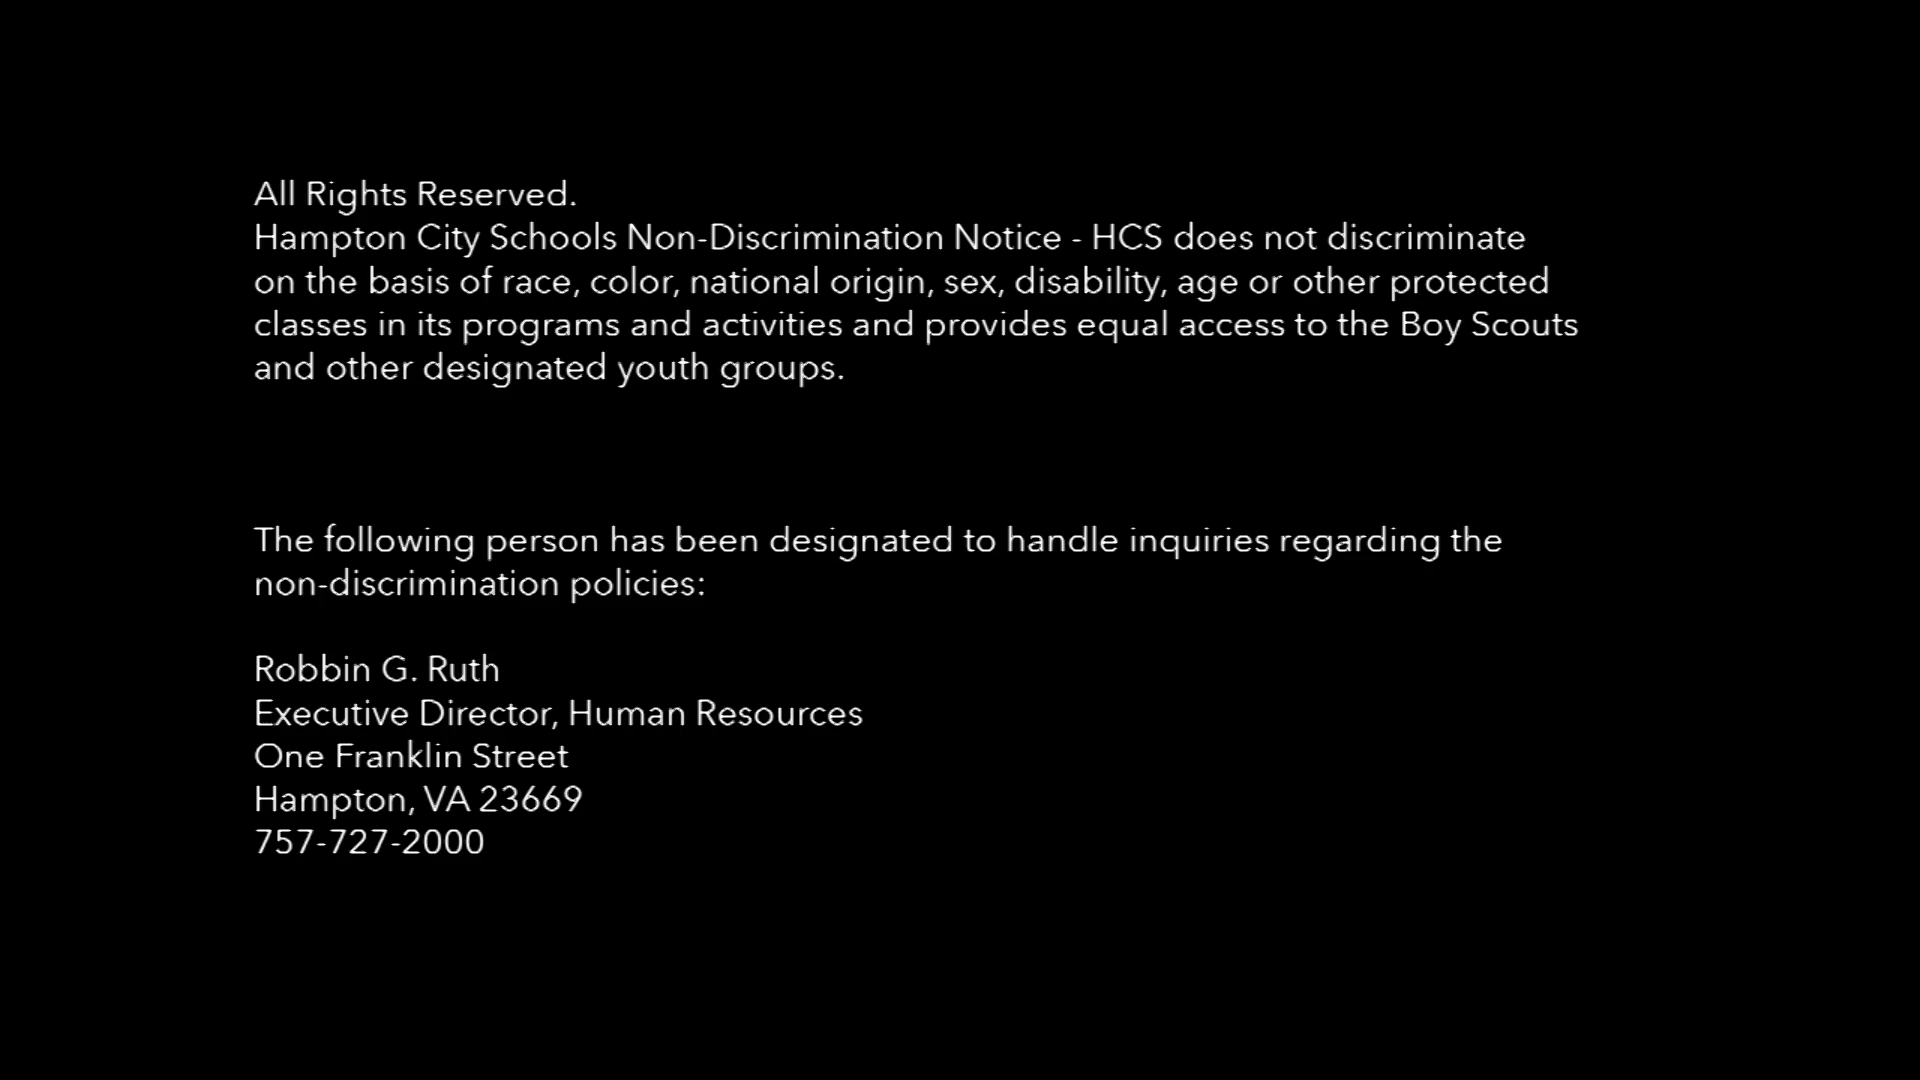 All Rights Reserved.
Hampton City Schools Non-Discrimination Notice - HCS does not discriminate
on the basis of race, color, national origin, sex, disability, age or other protected
classes in its programs and activities and provides equal access to the Boy Scouts
and other designated youth groups.
The following person has been designated to handle inquiries regarding the
non-discrimination policies:
Robbin G. Ruth
Executive Director, Human Resources
One Franklin Street
Hampton, VA 23669
757-727-2000